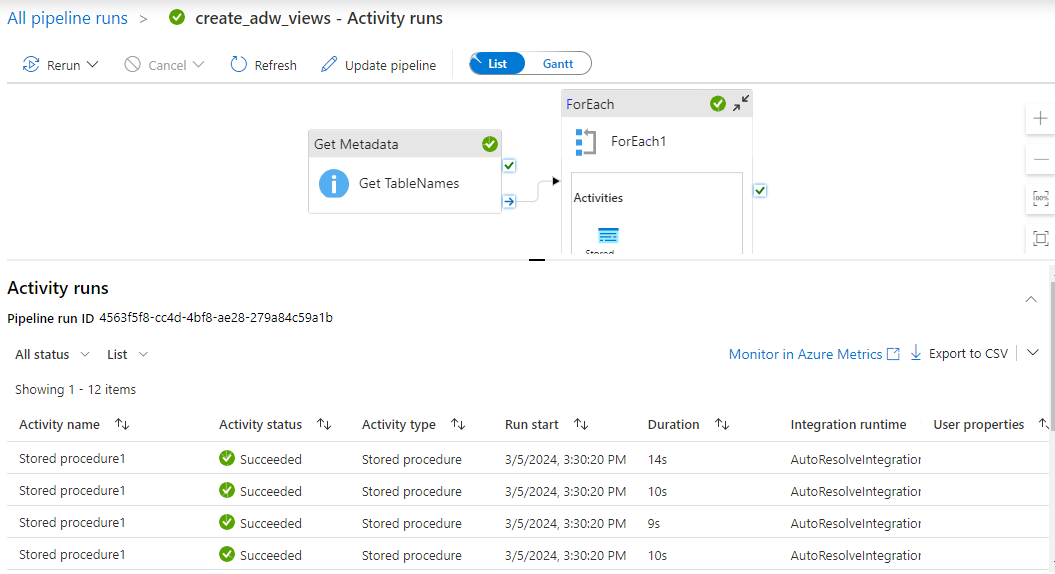 All pipeline runs > create_adw_views - Activity runs
Rerun Cancel Refresh Update pipeline List Gantt
ForEach
Get Metadata
ForEach1
Get TableNames
Activities
100%
Stored
Activity runs
Pipeline run ID 4563f5f8-cc4d-4bf8-ae28-279a84c59a1b
All status List Monitor in Azure Metrics Export to CSV
Showing 1 - 12 items
Activity name Activity status Activity type Run start Duration Integration runtime User properties
Stored procedure1 Succeeded Stored procedure 3/5/2024, 3:30:20 PM 14s AutoResolveIntegration
Stored procedure1 Succeeded Stored procedure 3/5/2024, 3:30:20 PM 10s AutoResolveIntegration
Stored procedure1 Succeeded Stored procedure 3/5/2024, 3:30:20 PM 9s AutoResolveIntegration
Stored procedure1 Succeeded Stored procedure 3/5/2024, 3:30:20 PM 10s AutoResolveIntegration